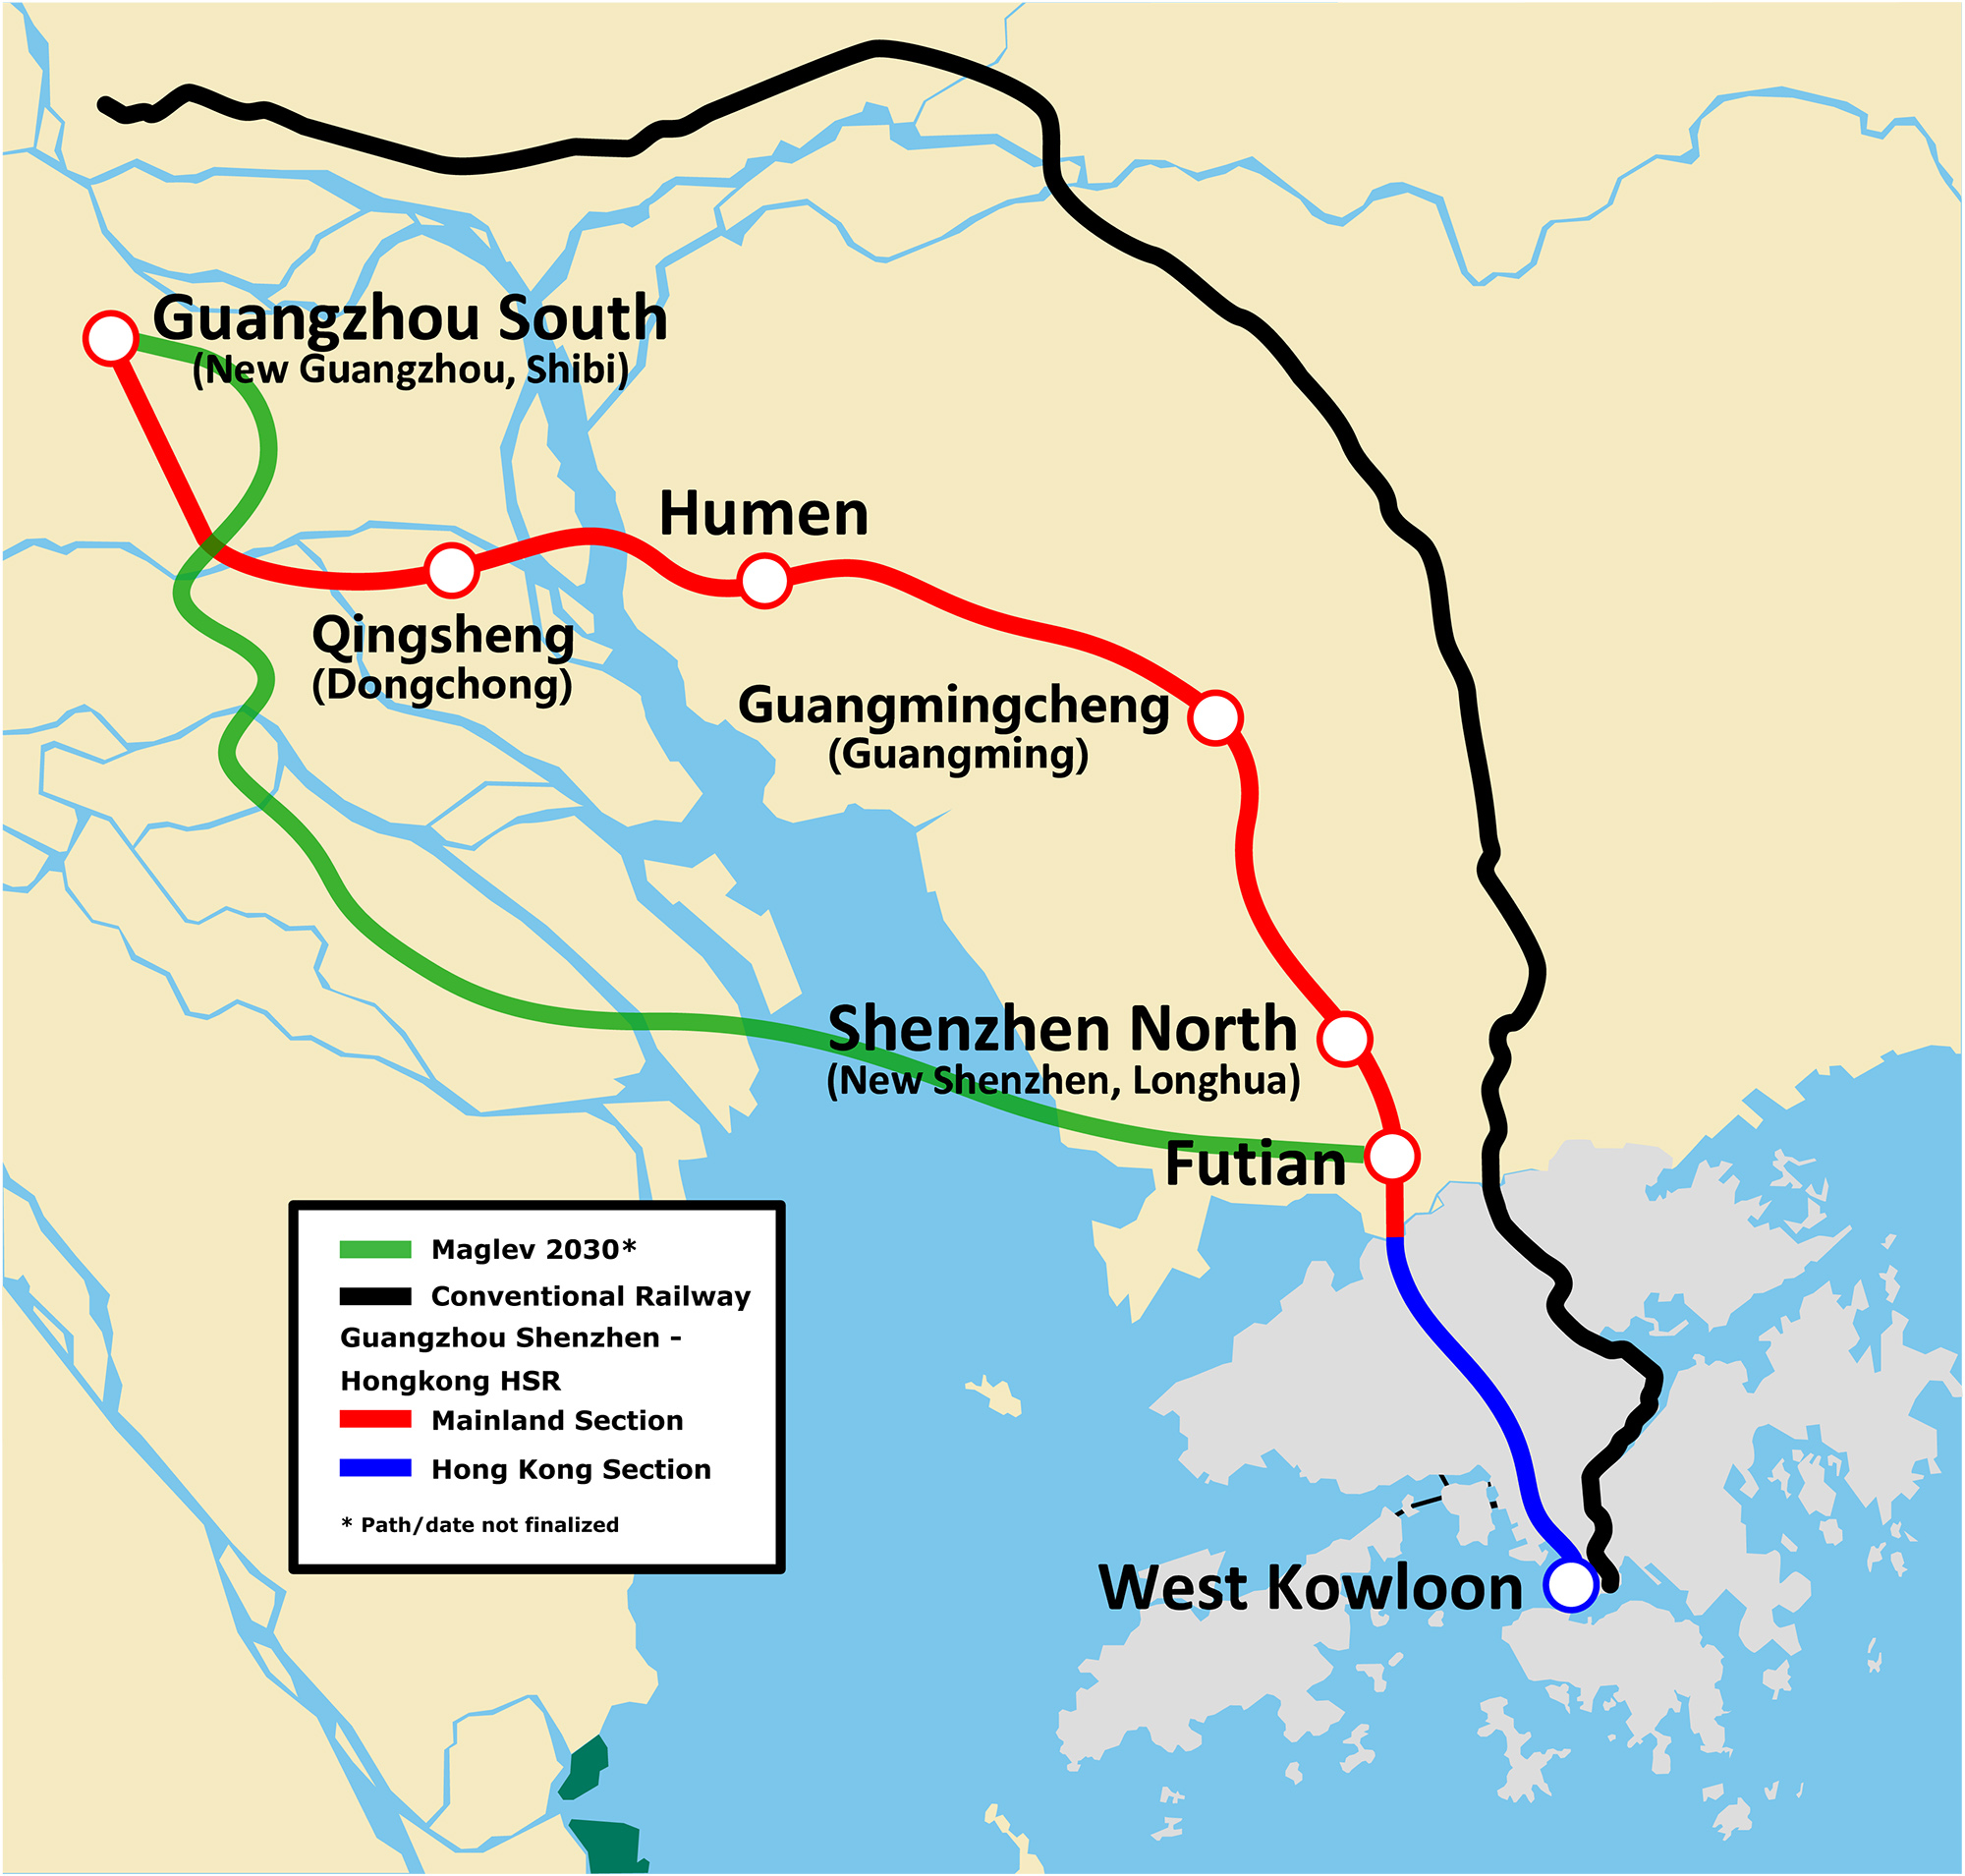 Guangzhou South
(New Guangzhou, Shibi)
Humen
Qingsheng
(Dongchong)
Guangmingcheng
(Guangming)
Shenzhen North
(New Shenzhen, Longhua)
Futian
Maglev 2030*
Conventional Railway
Guangzhou Shenzhen -
Hongkong HSR
Mainland Section
Hong Kong Section
* Path/date not finalized
West Kowloon